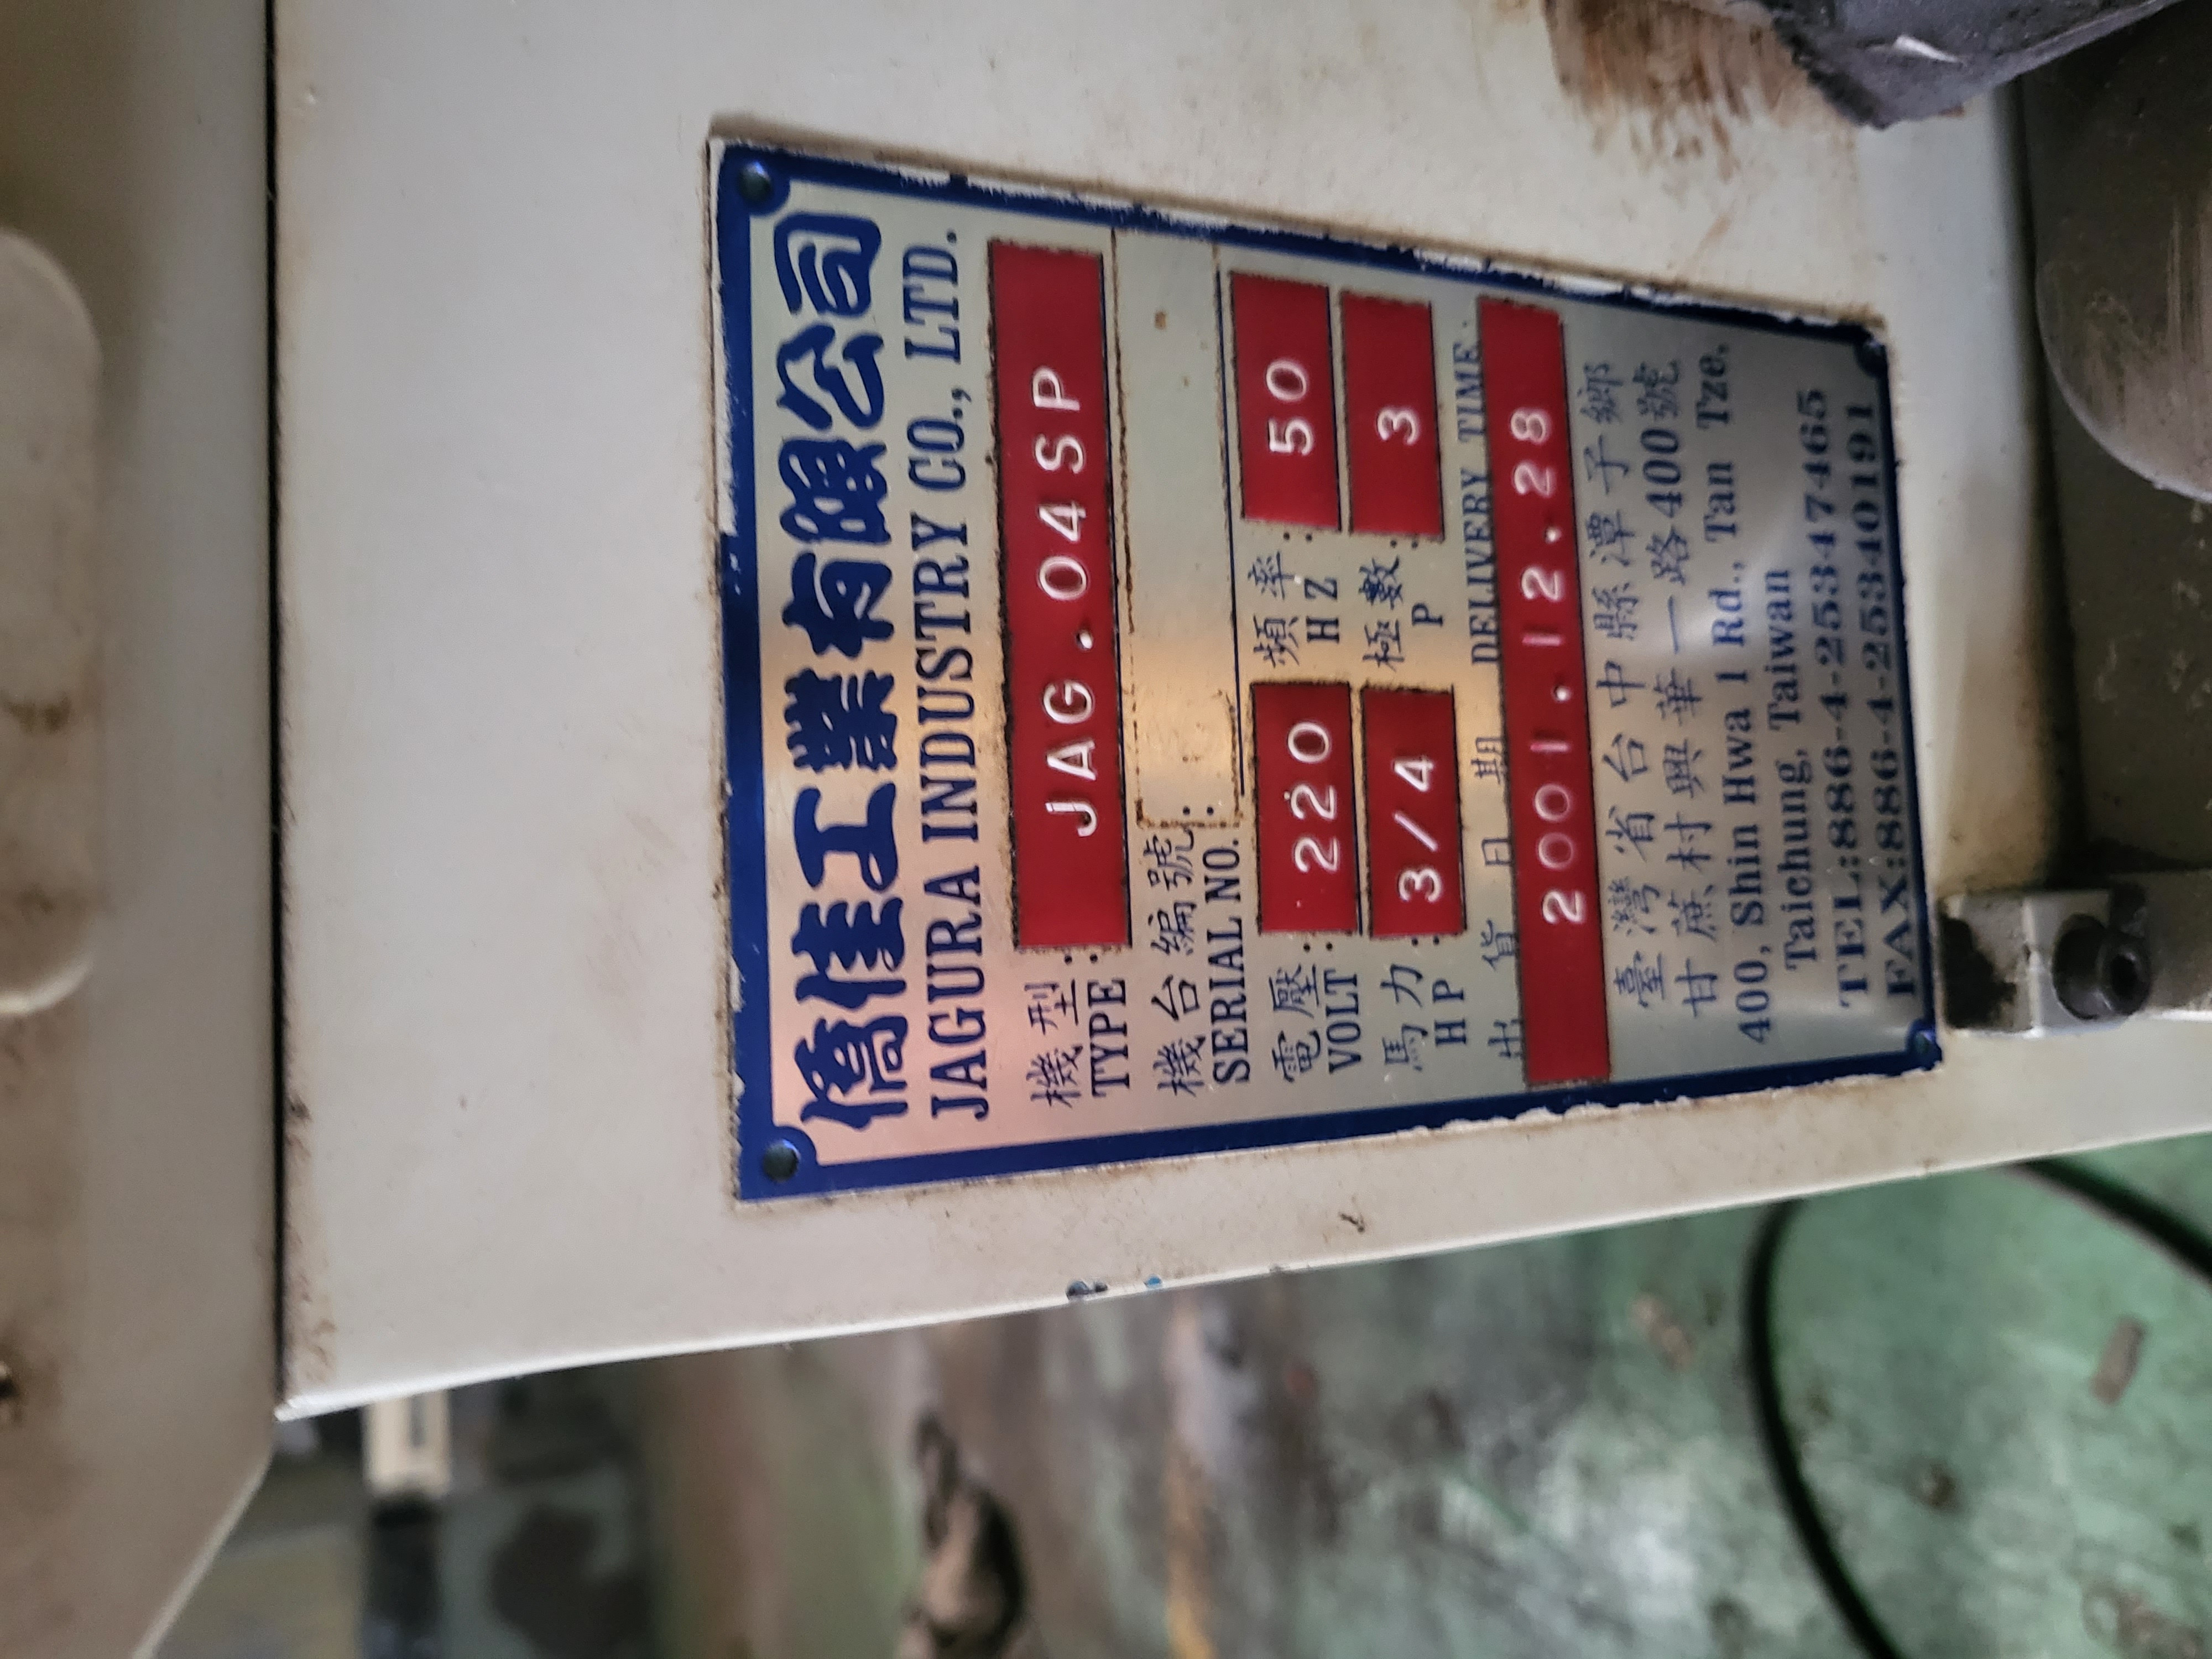 僑佳工業有限公司
JAGURA INDUSTRY CO., LTD.
機型
TYPE : JAG.04SP
機台編號
SERIAL NO. :
電壓 頻率
VOLT : 220 HZ : 50
馬力 極數
HP : 3/4 P : 3
出貨日期 DELIVERY TIME.
2001.12.28
臺灣省台中縣潭子鄉
甘蔗村興華一路400號
400, Shin Hwa 1 Rd., Tan Tze.
Taichung, Taiwan
TEL:886-4-25347465
FAX:886-4-25340191